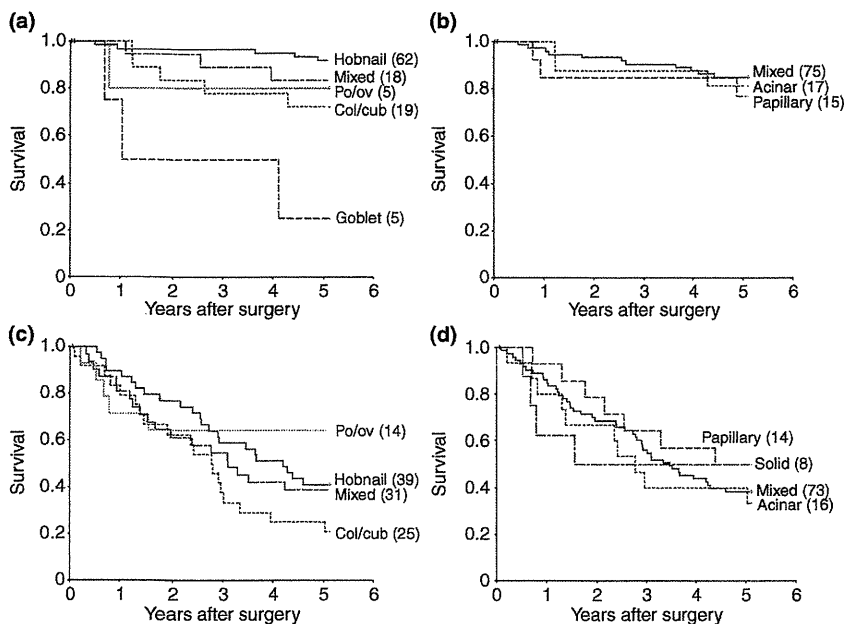 (a)
1.0
0.8
0.6
0.4
0.2
Survival
Hobnail (62)
Mixed (18)
Po/ov (5)
Col/cub (19)
Goblet (5)
0 1 2 3 4 5 6
Years after surgery
(b)
1.0
0.8
0.6
0.4
0.2
Survival
Mixed (75)
Acinar (17)
Papillary (15)
0 1 2 3 4 5 6
Years after surgery
(c)
1.0
0.8
0.6
0.4
0.2
Survival
Po/ov (14)
Hobnail (39)
Mixed (31)
Col/cub (25)
0 1 2 3 4 5 6
Years after surgery
(d)
1.0
0.8
0.6
0.4
0.2
Survival
Papillary (14)
Solid (8)
Mixed (73)
Acinar (16)
0 1 2 3 4 5 6
Years after surgery